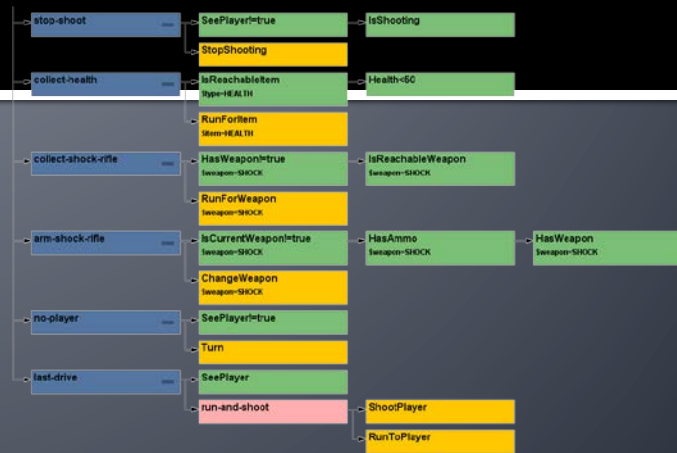 stop-shoot
SeePlayer!=true
IsShooting
StopShooting
collect-health
IsReachableItem
$type=HEALTH
Health<50
RunForItem
$item=HEALTH
collect-shock-rifle
HasWeapon!=true
$weapon=SHOCK
IsReachableWeapon
$weapon=SHOCK
RunForWeapon
$weapon=SHOCK
arm-shock-rifle
IsCurrentWeapon!=true
$weapon=SHOCK
HasAmmo
$weapon=SHOCK
HasWeapon
$weapon=SHOCK
ChangeWeapon
$weapon=SHOCK
no-player
SeePlayer!=true
Turn
last-drive
SeePlayer
run-and-shoot
ShootPlayer
RunToPlayer